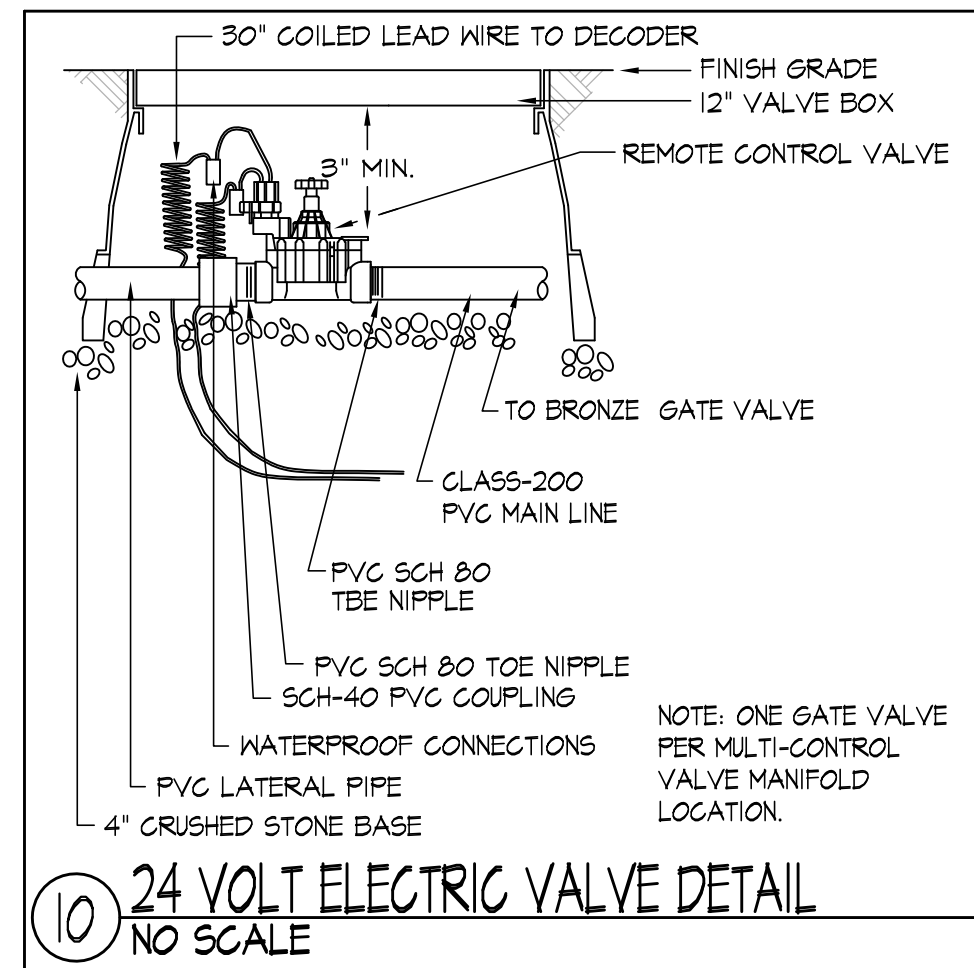 30" COILED LEAD WIRE TO DECODER
FINISH GRADE
12" VALVE BOX
REMOTE CONTROL VALVE
3" MIN.
TO BRONZE GATE VALVE
CLASS-200
PVC MAIN LINE
PVC SCH 80
TBE NIPPLE
PVC SCH 80 TOE NIPPLE
SCH-40 PVC COUPLING
WATERPROOF CONNECTIONS
PVC LATERAL PIPE
4" CRUSHED STONE BASE
NOTE: ONE GATE VALVE
PER MULTI-CONTROL
VALVE MANIFOLD
LOCATION.
10
24 VOLT ELECTRIC VALVE DETAIL
NO SCALE